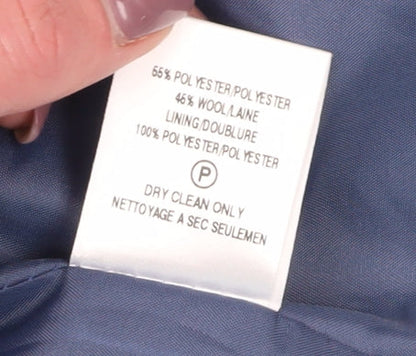 55% POLYESTER/POLYESTER
45% WOOL/LAINE
LINING/DOUBLURE
100% POLYESTER/POLYESTER
P
DRY CLEAN ONLY
NETTOYAGE A SEC SEULEMEN